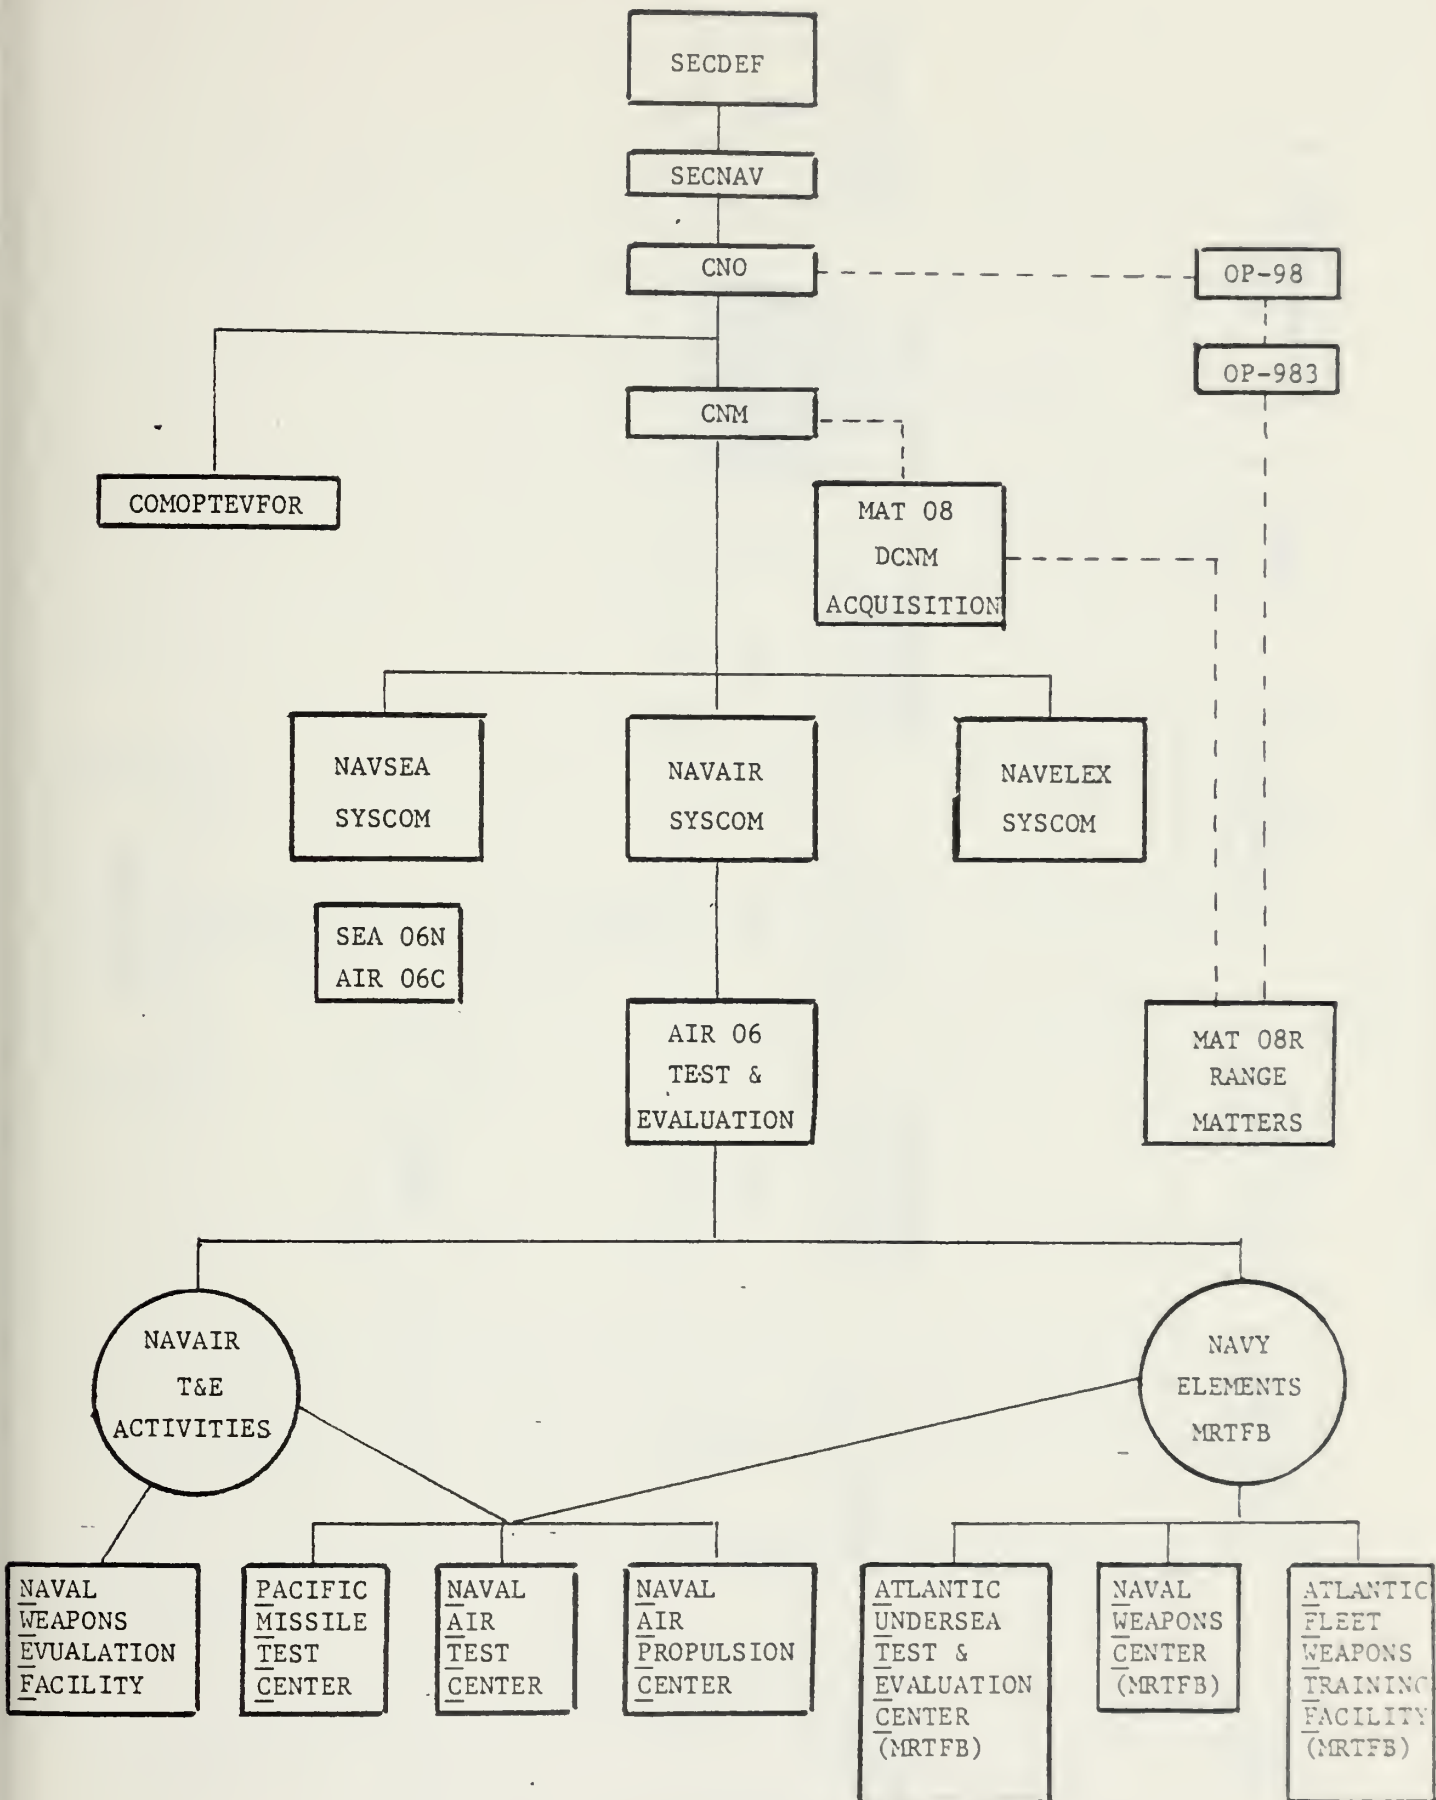 SECDEF
SECNAV
CNO
OP-98
OP-983
CNM
COMOPTEVFOR
MAT 08
DCNM
ACQUISITION
NAVSEA
SYSCOM
NAVAIR
SYSCOM
NAVELEX
SYSCOM
SEA 06N
AIR 06C
AIR 06
TEST &
EVALUATION
MAT 08R
RANGE
MATTERS
NAVAIR
T&E
ACTIVITIES
NAVY
ELEMENTS
MRTFB
NAVAL
WEAPONS
EVUALATION
FACILITY
PACIFIC
MISSILE
TEST
CENTER
NAVAL
AIR
TEST
CENTER
NAVAL
AIR
PROPULSION
CENTER
ATLANTIC
UNDERSEA
TEST &
EVALUATION
CENTER
(MRTFB)
NAVAL
WEAPONS
CENTER
(MRTFB)
ATLANTIC
FLEET
WEAPONS
TRAINING
FACILITY
(MRTFB)